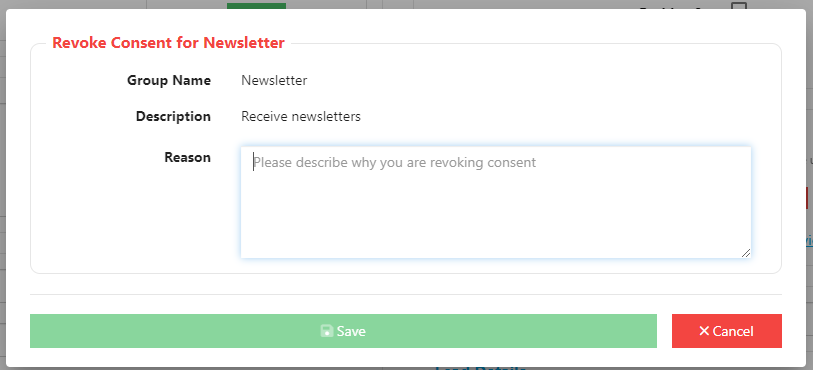 Revoke Consent for Newsletter
Group Name Newsletter
Description Receive newsletters
Reason Please describe why you are revoking consent
Save Cancel